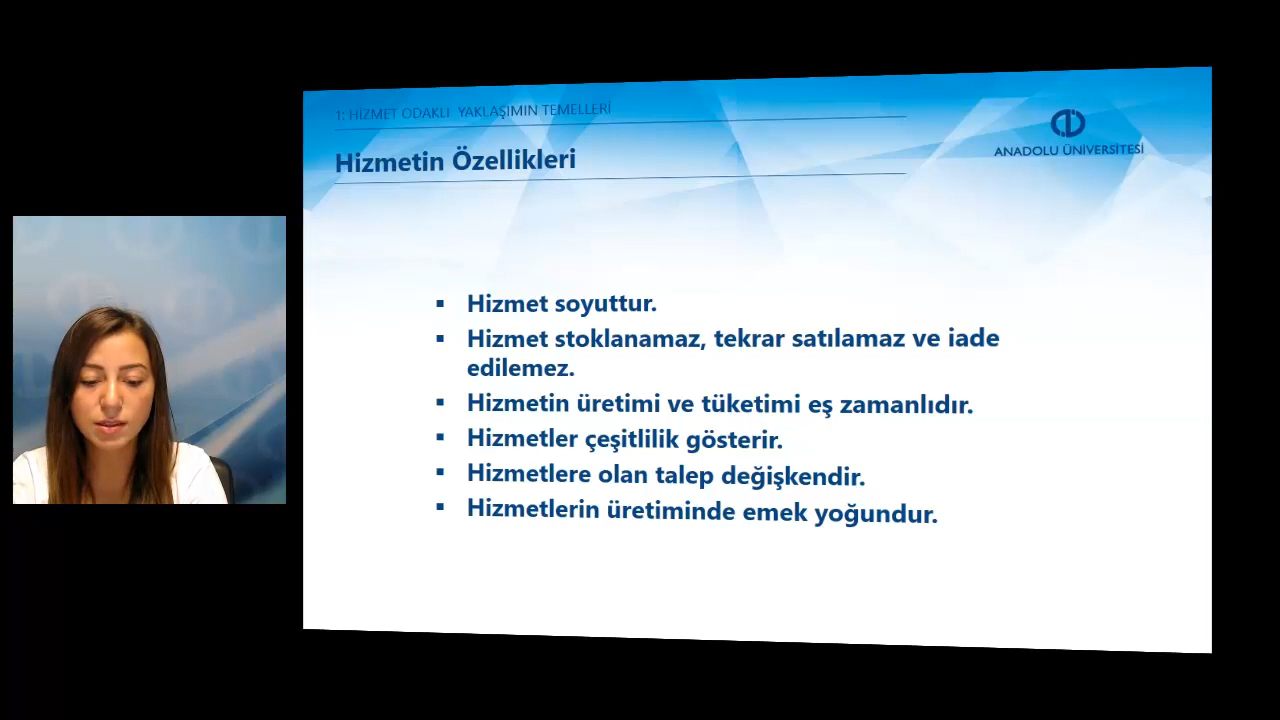 1: HİZMET ODAKLI YAKLAŞIMIN TEMELLERİ
Hizmetin Özellikleri
ANADOLU ÜNİVERSİTESİ
▪ Hizmet soyuttur.
▪ Hizmet stoklanamaz, tekrar satılamaz ve iade
edilemez.
▪ Hizmetin üretimi ve tüketimi eş zamanlıdır.
▪ Hizmetler çeşitlilik gösterir.
▪ Hizmetlere olan talep değişkendir.
▪ Hizmetlerin üretiminde emek yoğundur.